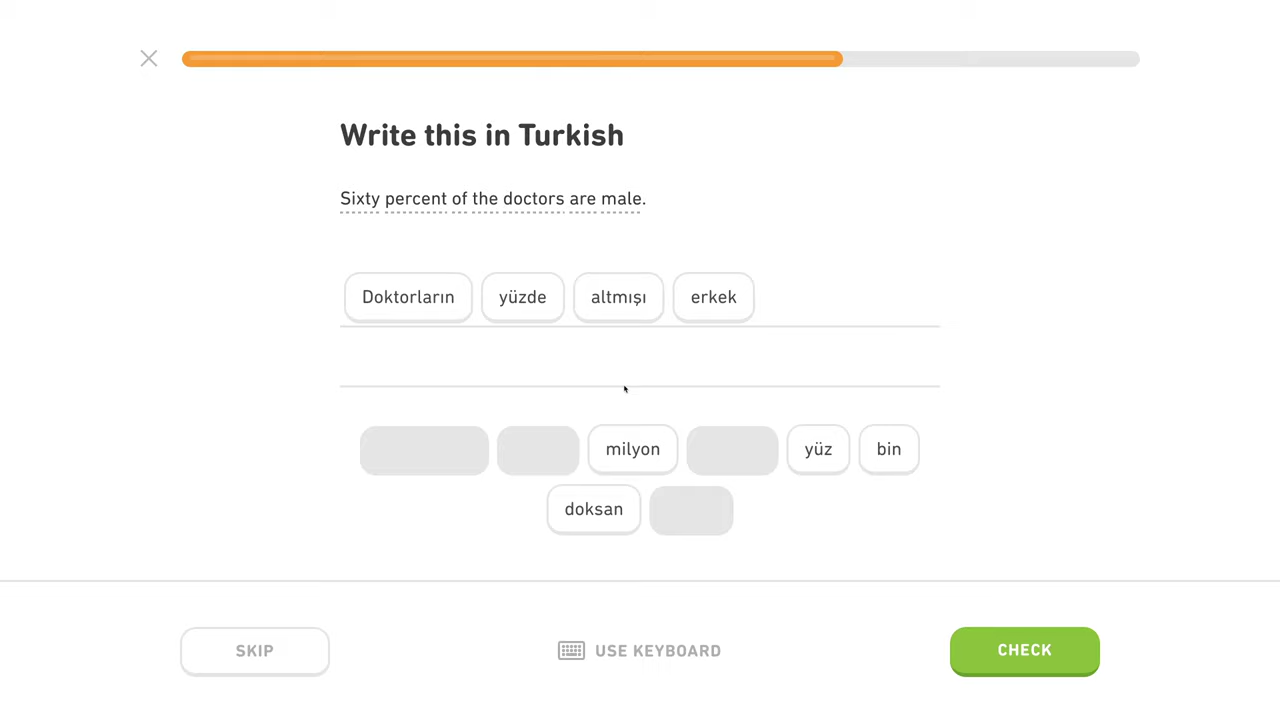 Write this in Turkish
Sixty percent of the doctors are male.
Doktorların yüzde altmışı erkek
milyon yüz bin
doksan
SKIP USE KEYBOARD CHECK